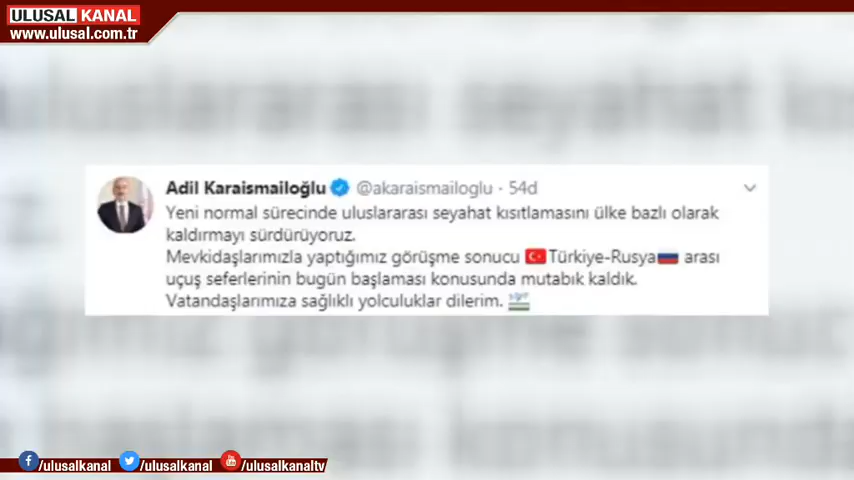 ULUSAL KANAL
www.ulusal.com.tr
Adil Karaismailoğlu @akaraismailoglu · 54d
Yeni normal sürecinde uluslararası seyahat kısıtlamasını ülke bazlı olarak
kaldırmayı sürdürüyoruz.
Mevkidaşlarımızla yaptığımız görüşme sonucu 🇹🇷Türkiye-Rusya🇷🇺 arası
uçuş seferlerinin bugün başlaması konusunda mutabık kaldık.
Vatandaşlarımıza sağlıklı yolculuklar dilerim.
/ulusalkanal /ulusalkanal /ulusalkanaltv